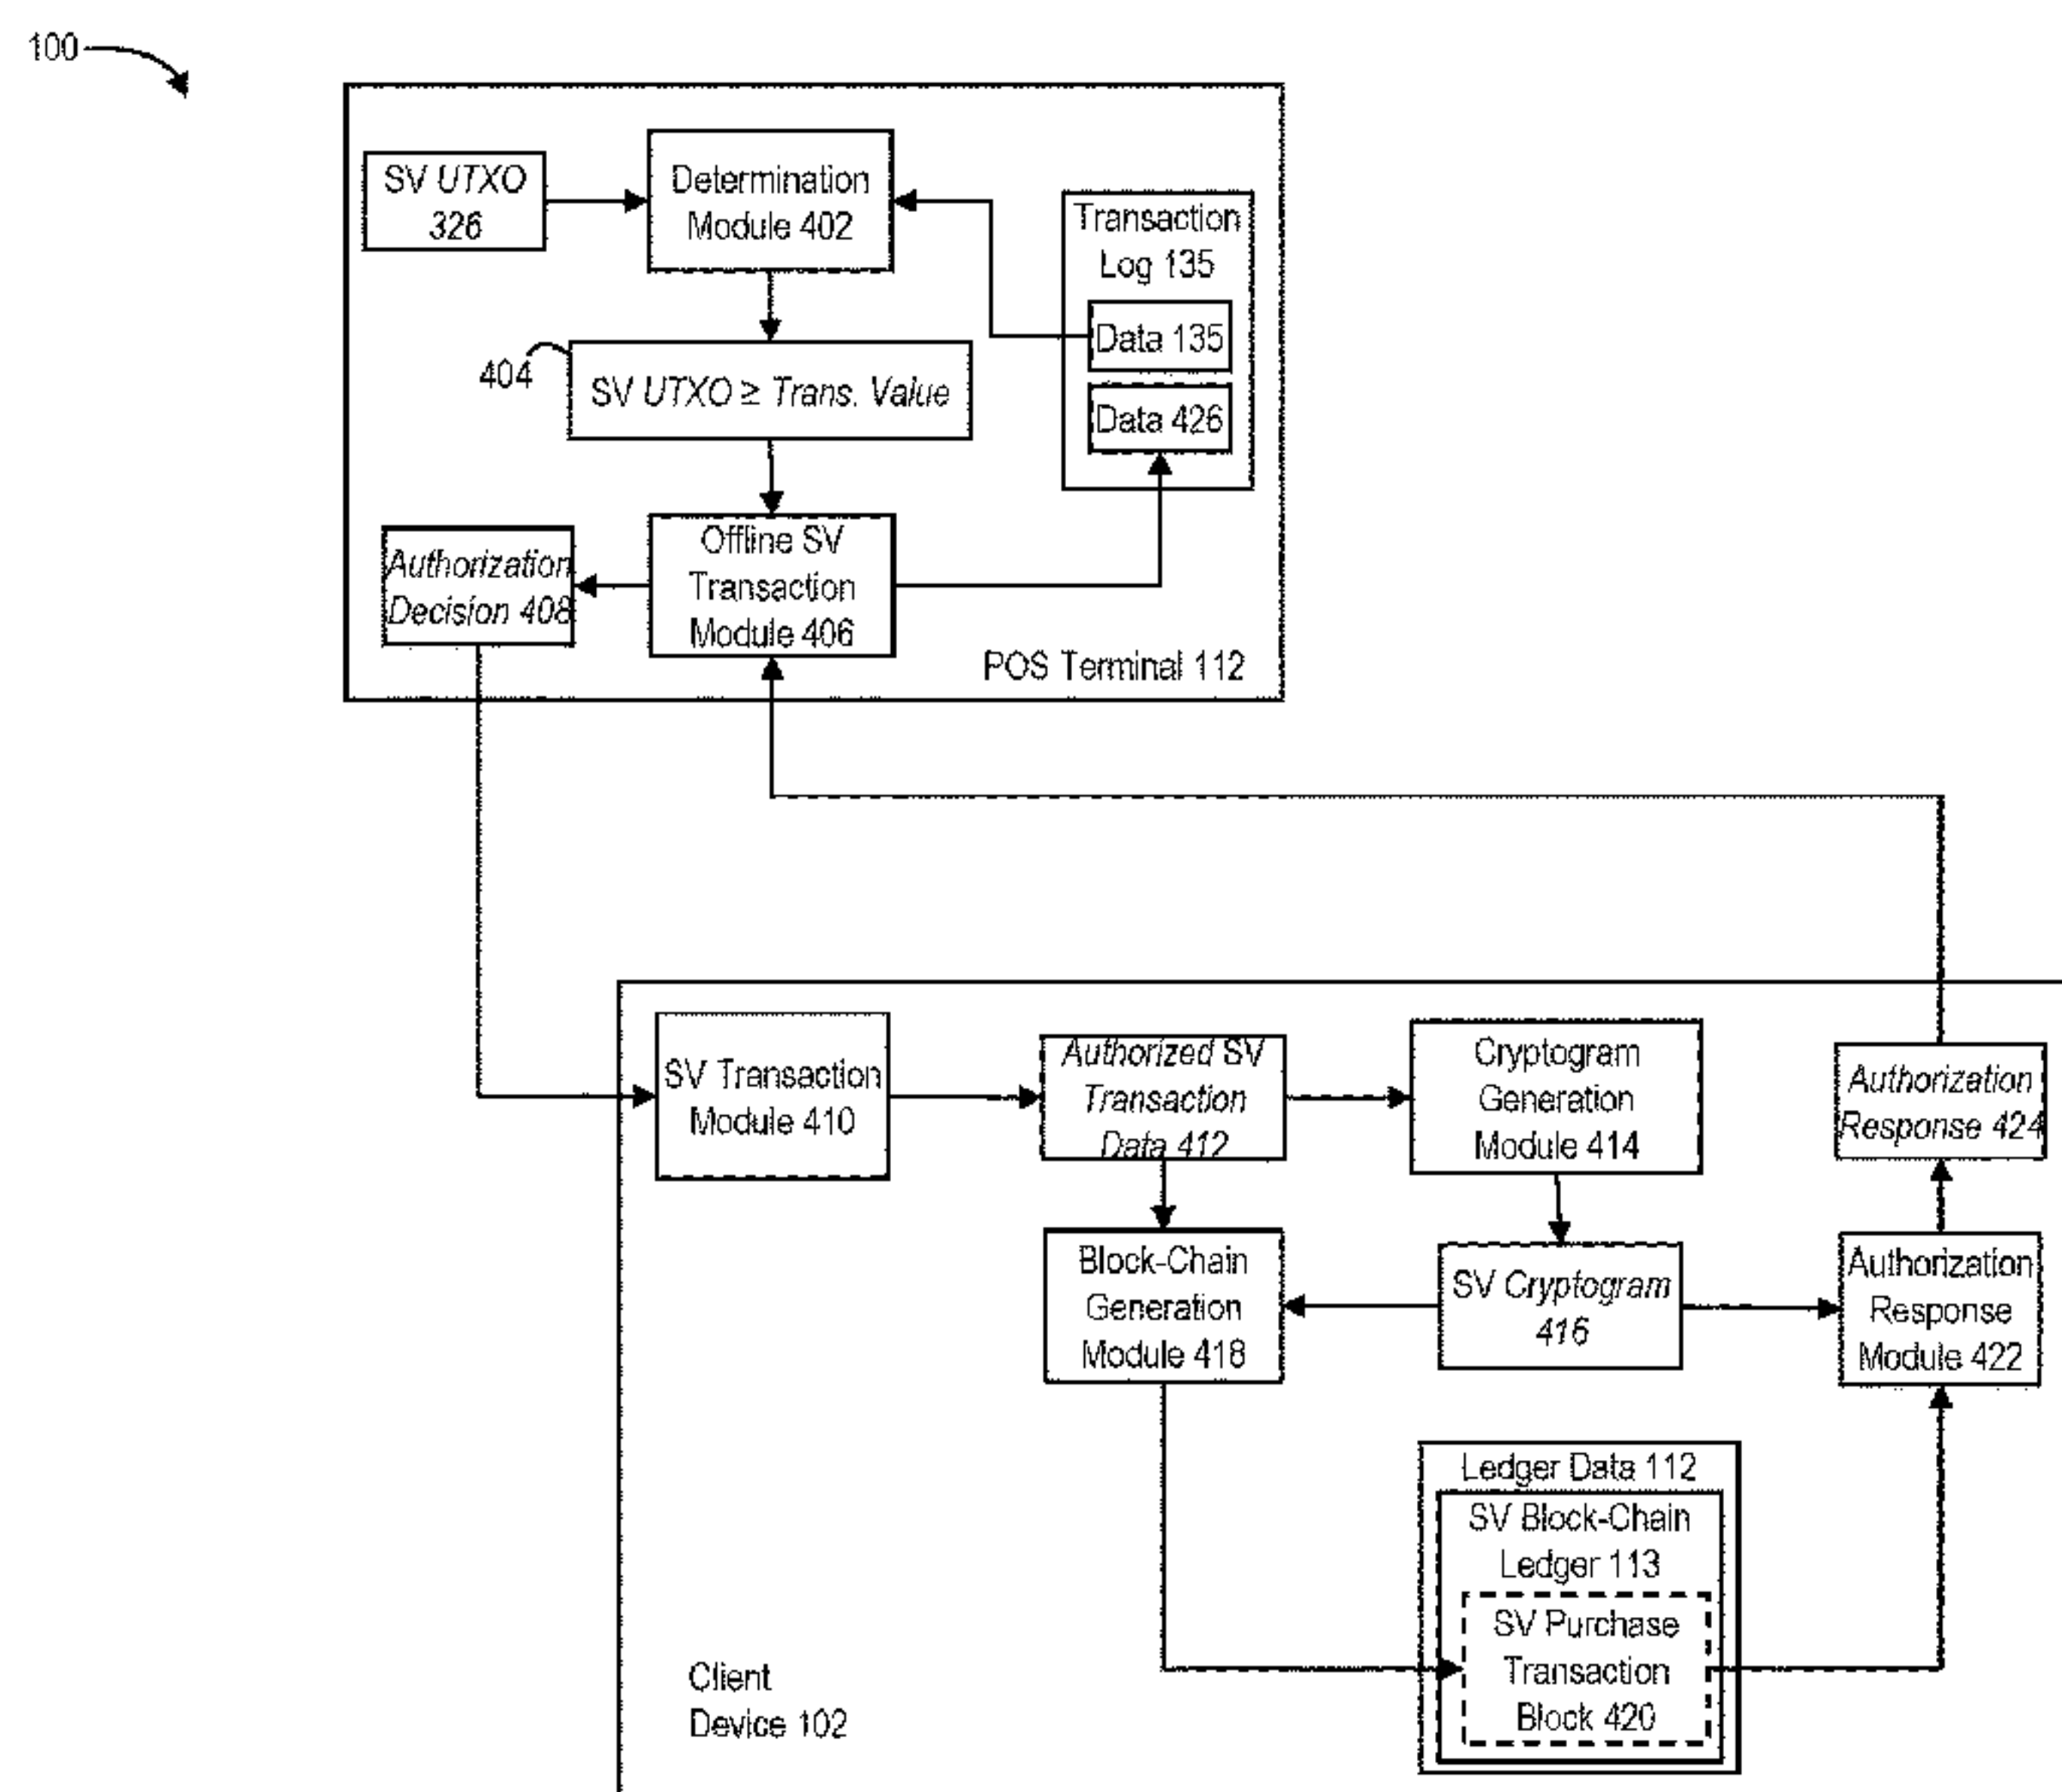 100
SV UTXO
326
Determination
Module 402
Transaction
Log 135
Data 135
Data 426
404
SV UTXO ≥ Trans. Value
Authorization
Decision 408
Offline SV
Transaction
Module 406
POS Terminal 112
SV Transaction
Module 410
Authorized SV
Transaction
Data 412
Cryptogram
Generation
Module 414
Authorization
Response 424
Block-Chain
Generation
Module 418
SV Cryptogram
416
Authorization
Response
Module 422
Ledger Data 112
SV Block-Chain
Ledger 113
SV Purchase
Transaction
Block 420
Client
Device 102